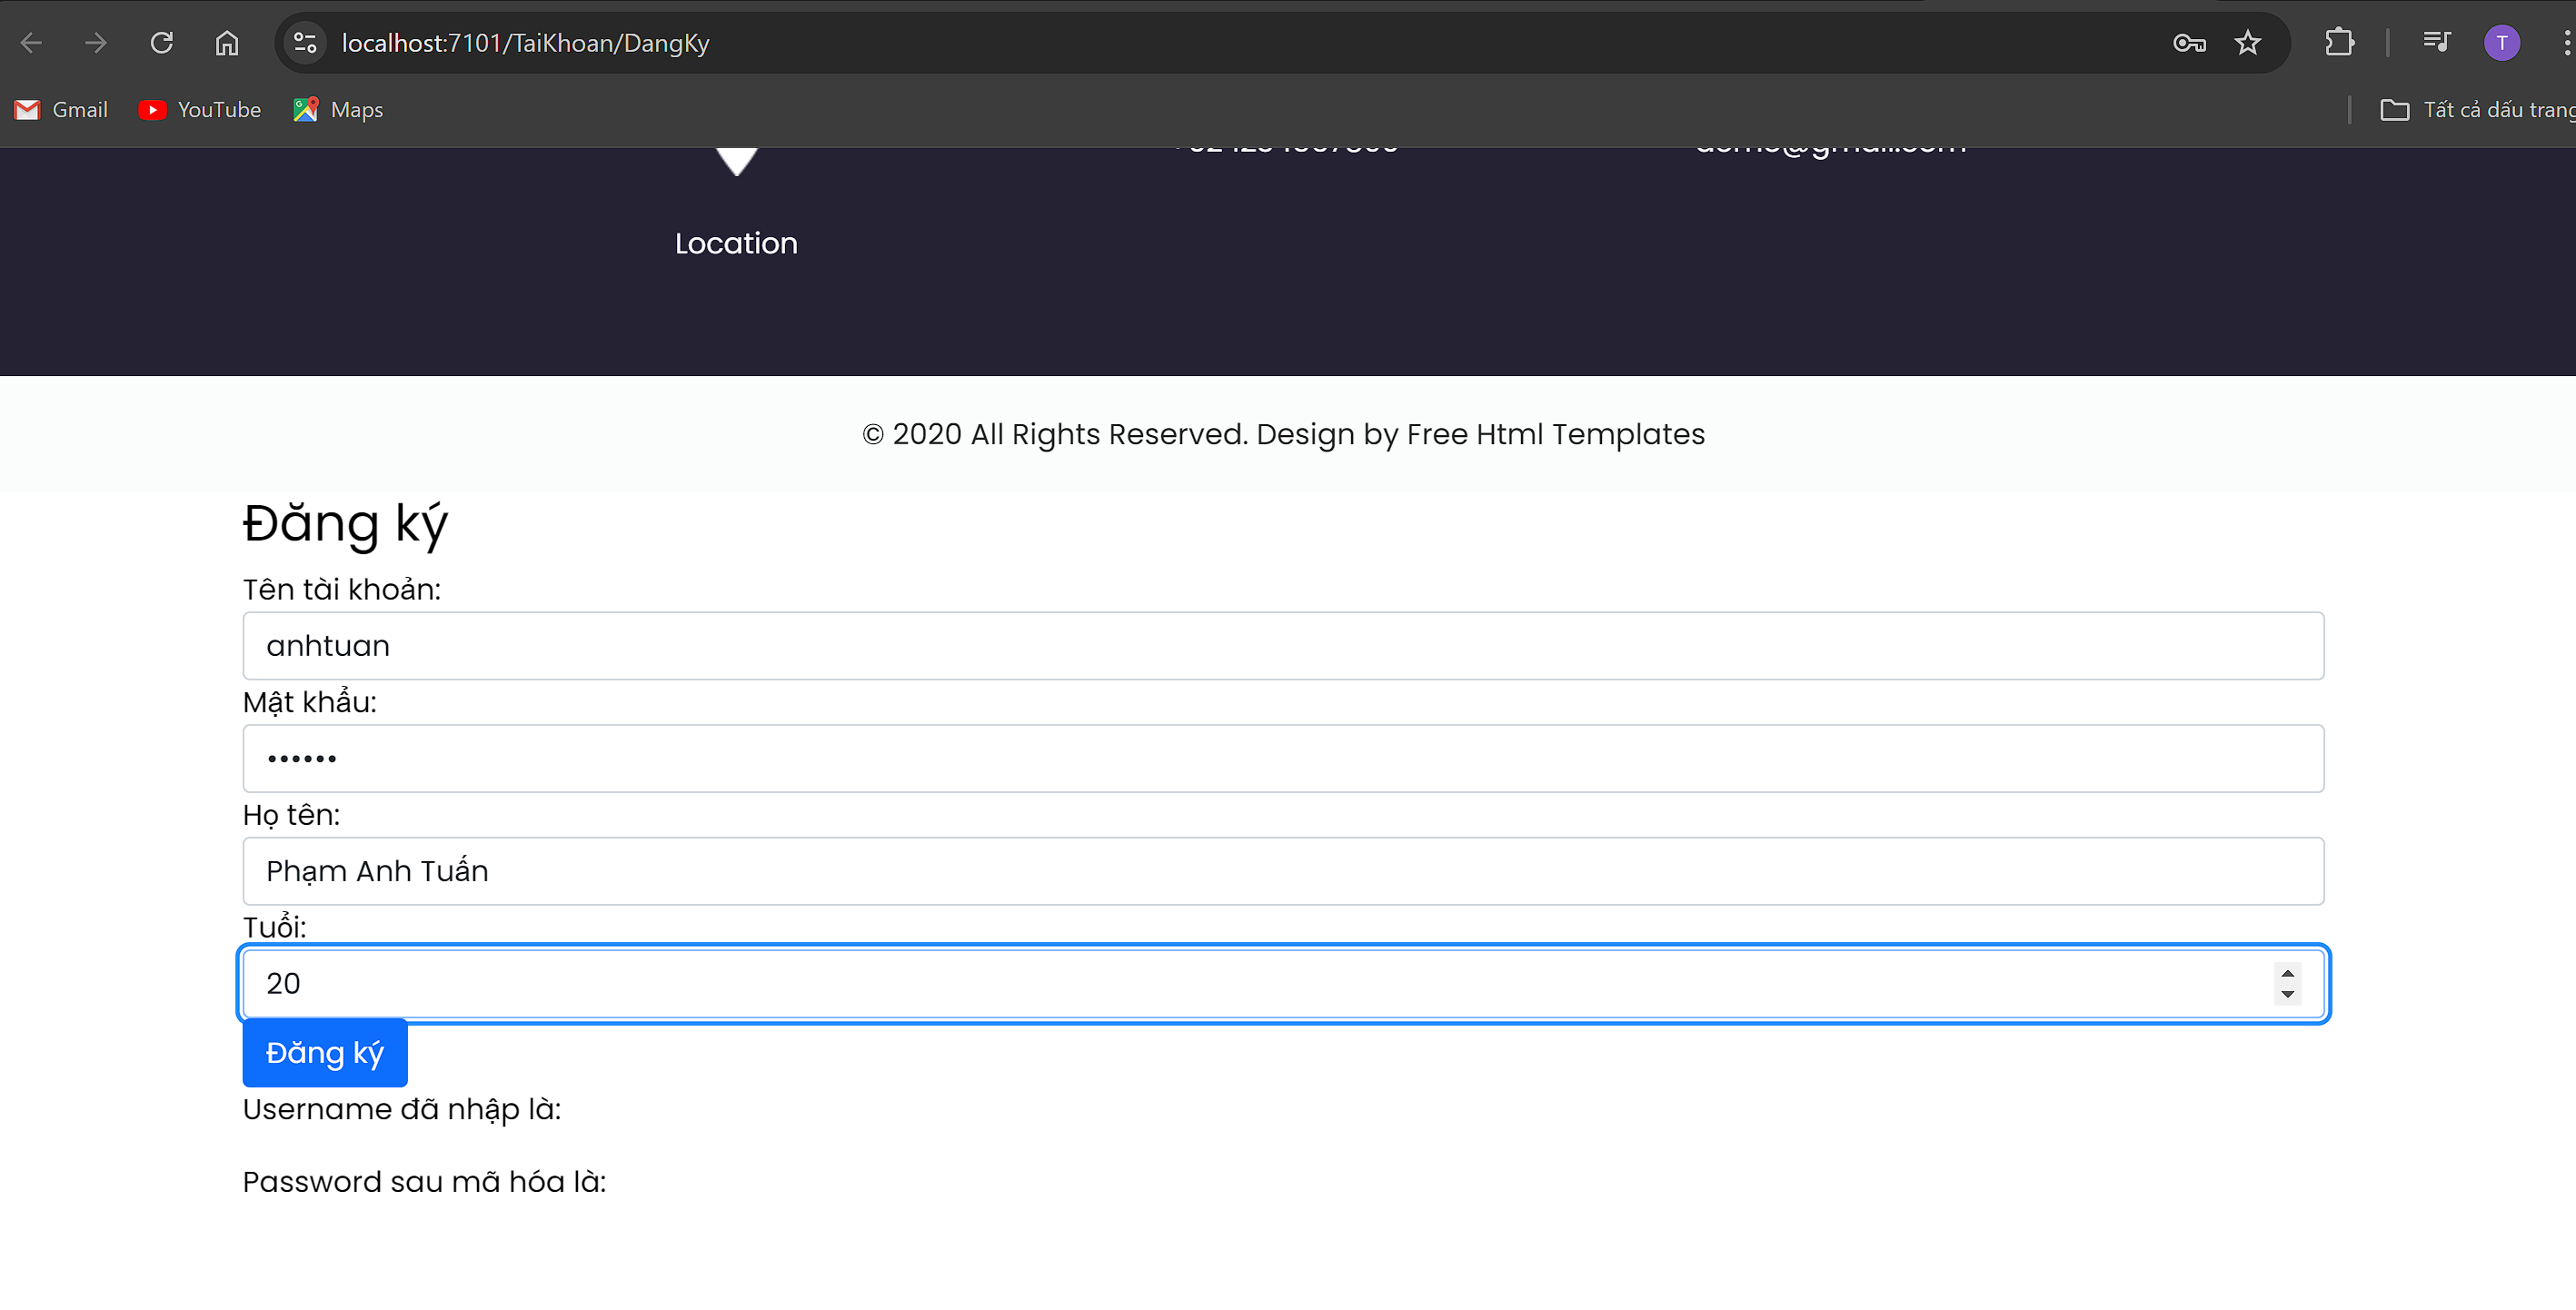 localhost:7101/TaiKhoan/DangKy
T
Gmail YouTube Maps Tất cả dấu trang
Location
© 2020 All Rights Reserved. Design by Free Html Templates
Đăng ký
Tên tài khoản:
anhtuan
Mật khẩu:
••••••
Họ tên:
Phạm Anh Tuấn
Tuổi:
20
Đăng ký
Username đã nhập là:
Password sau mã hóa là: